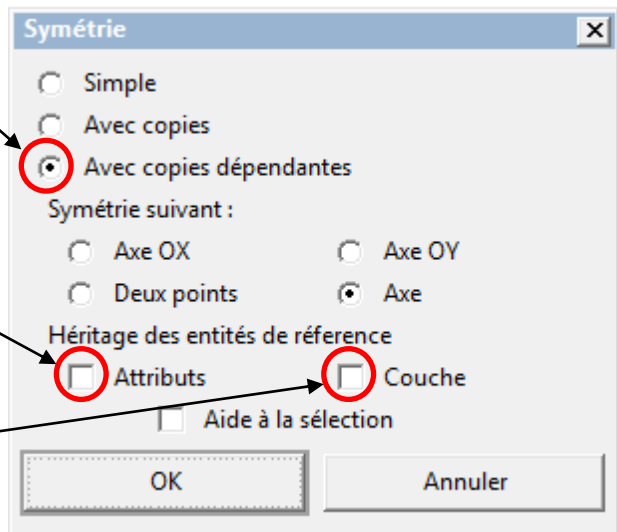 Symétrie
Simple
Avec copies
Avec copies dépendantes
Symétrie suivant :
Axe OX Axe OY
Deux points Axe
Héritage des entités de réference
Attributs Couche
Aide à la sélection
OK Annuler